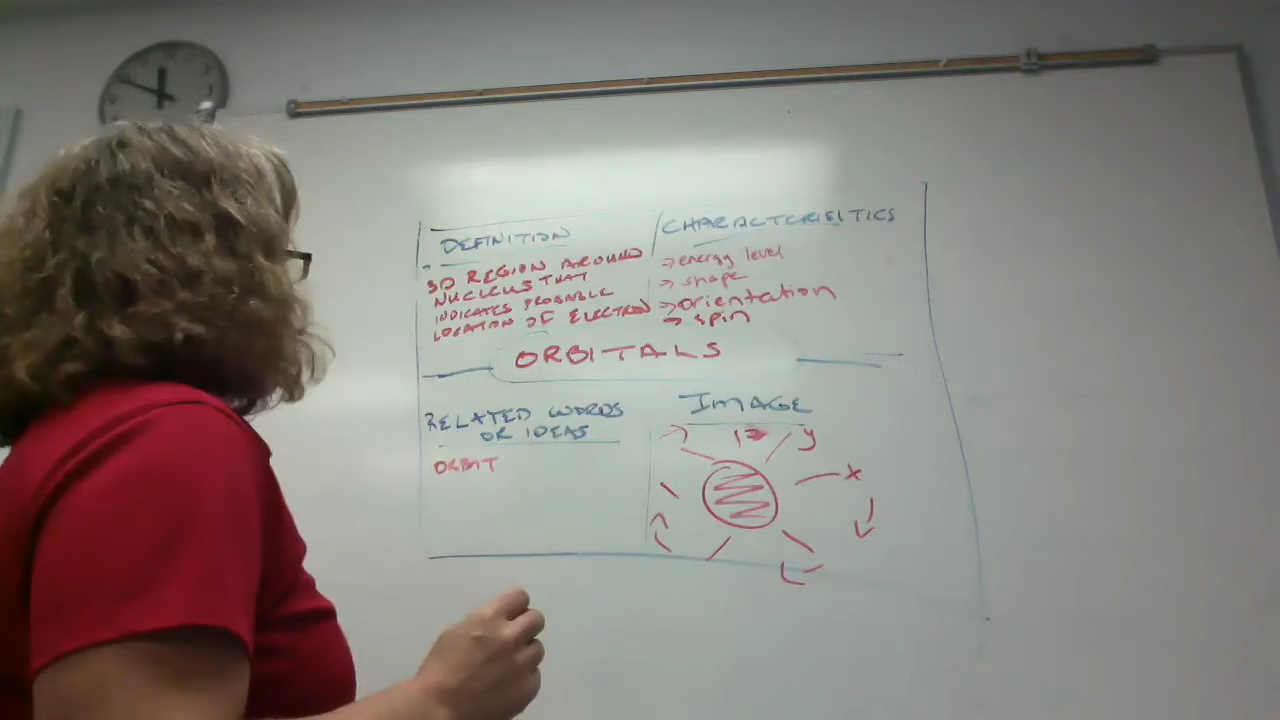 DEFINITION
3D REGION AROUND
NUCLEUS THAT
INDICATES PROBABLE
LOCATION OF ELECTRON
CHARACTERISTICS
→ energy level
→ shape
→ orientation
→ spin
ORBITALS
RELATED WORDS
OR IDEAS
ORBIT
IMAGE
y
x